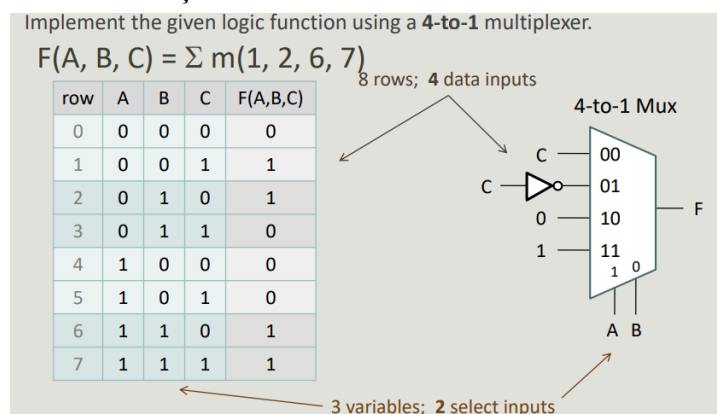 Implement the given logic function using a 4-to-1 multiplexer.
F(A, B, C) = Σ m(1, 2, 6, 7)
8 rows; 4 data inputs
row A B C F(A,B,C)
0 0 0 0 0
1 0 0 1 1
2 0 1 0 1
3 0 1 1 0
4 1 0 0 0
5 1 0 1 0
6 1 1 0 1
7 1 1 1 1
4-to-1 Mux
C 00
C 01
F
0 10
1 11
1 0
A B
3 variables; 2 select inputs